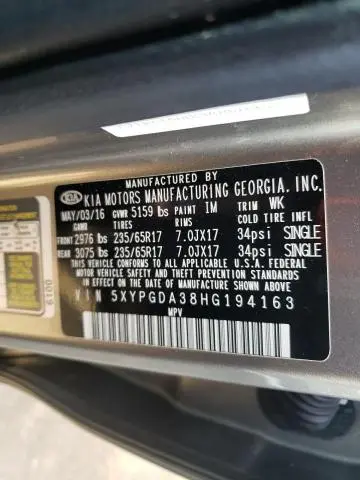 MANUFACTURED BY
KIA KIA MOTORS MANUFACTURING GEORGIA. INC.
MAY/03/16 GVWR 5159 lbs PAINT IM TRIM WK
GAWR TIRES RIMS COLD TIRE INFL
FRONT 2976 lbs 235/65R17 7.0JX17 34psi SINGLE
REAR 3075 lbs 235/65R17 7.0JX17 34psi SINGLE
THIS VEHICLE CONFORMS TO ALL APPLICABLE U.S.A. FEDERAL
MOTOR VEHICLE SAFETY STANDARDS IN EFFECT ON THE
DATE OF MANUFACTURE SHOWN ABOVE.
VIN 5XYPGDA38HG194163
MPV
0019